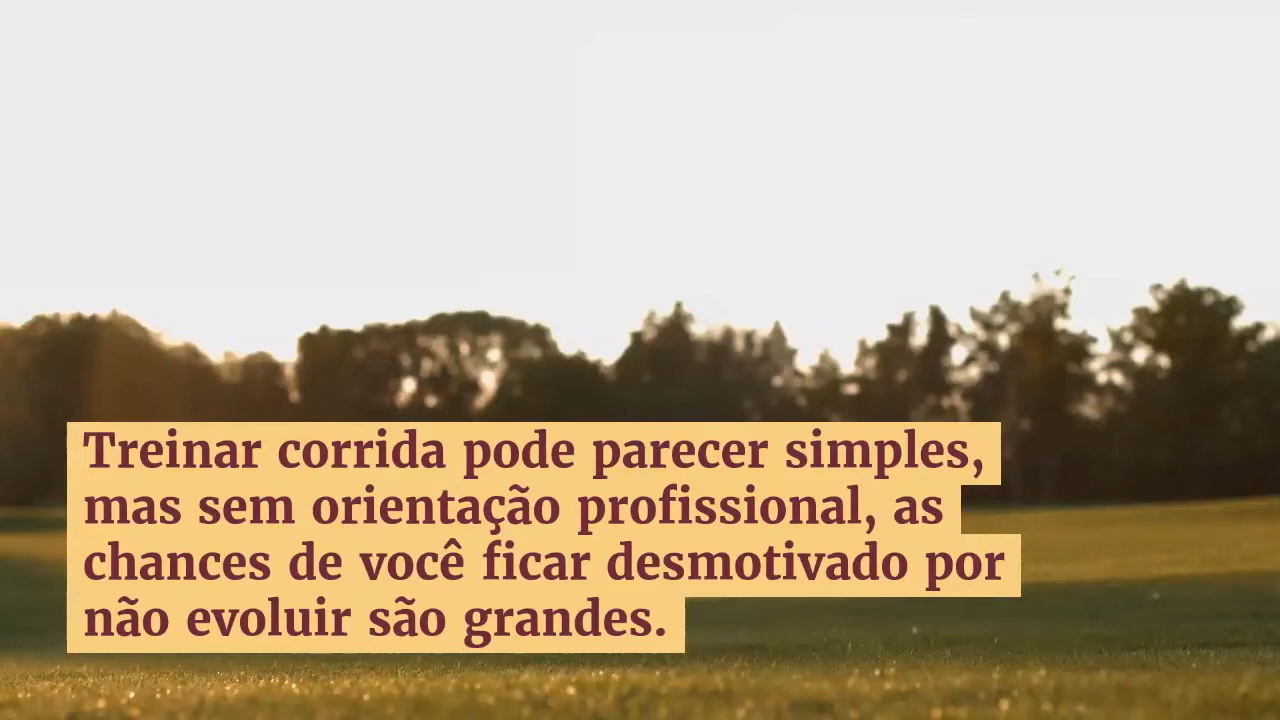 Treinar corrida pode parecer simples,
mas sem orientação profissional, as
chances de você ficar desmotivado por
não evoluir são grandes.